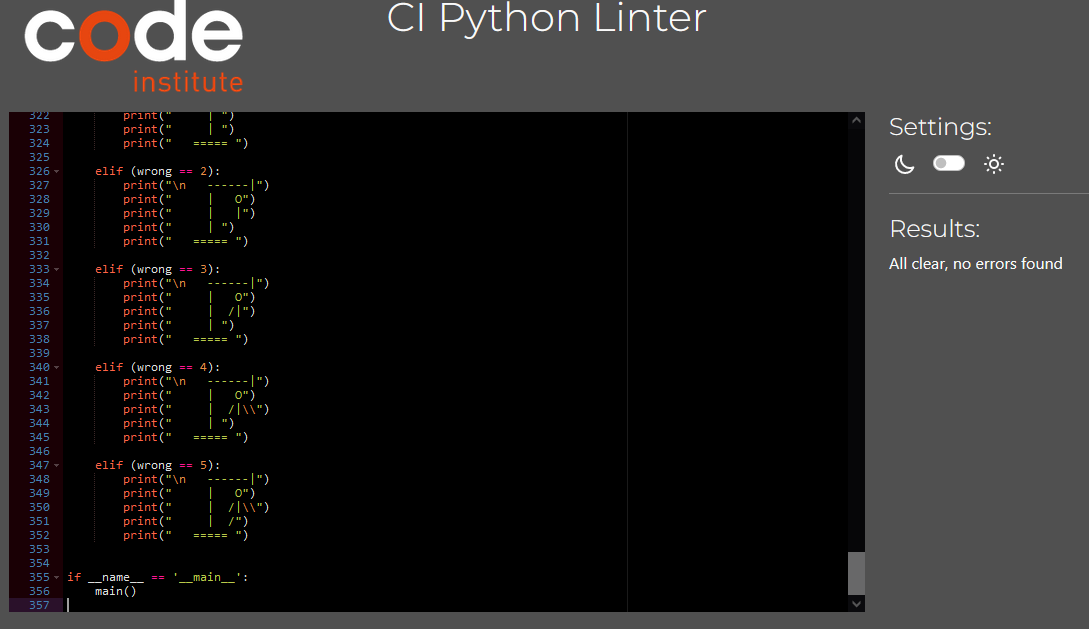 code
institute
CI Python Linter
322         print("     | ")
323         print("     | ")
324         print("   ===== ")
325
326     elif (wrong == 2):
327         print("\n   ------|")
328         print("     |   O")
329         print("     |   |")
330         print("     | ")
331         print("   ===== ")
332
333     elif (wrong == 3):
334         print("\n   ------|")
335         print("     |   O")
336         print("     |  /|")
337         print("     | ")
338         print("   ===== ")
339
340     elif (wrong == 4):
341         print("\n   ------|")
342         print("     |   O")
343         print("     |  /|\\")
344         print("     | ")
345         print("   ===== ")
346
347     elif (wrong == 5):
348         print("\n   ------|")
349         print("     |   O")
350         print("     |  /|\\")
351         print("     |  /")
352         print("   ===== ")
353
354
355 if __name__ == '__main__':
356     main()
357
Settings:
Results:
All clear, no errors found